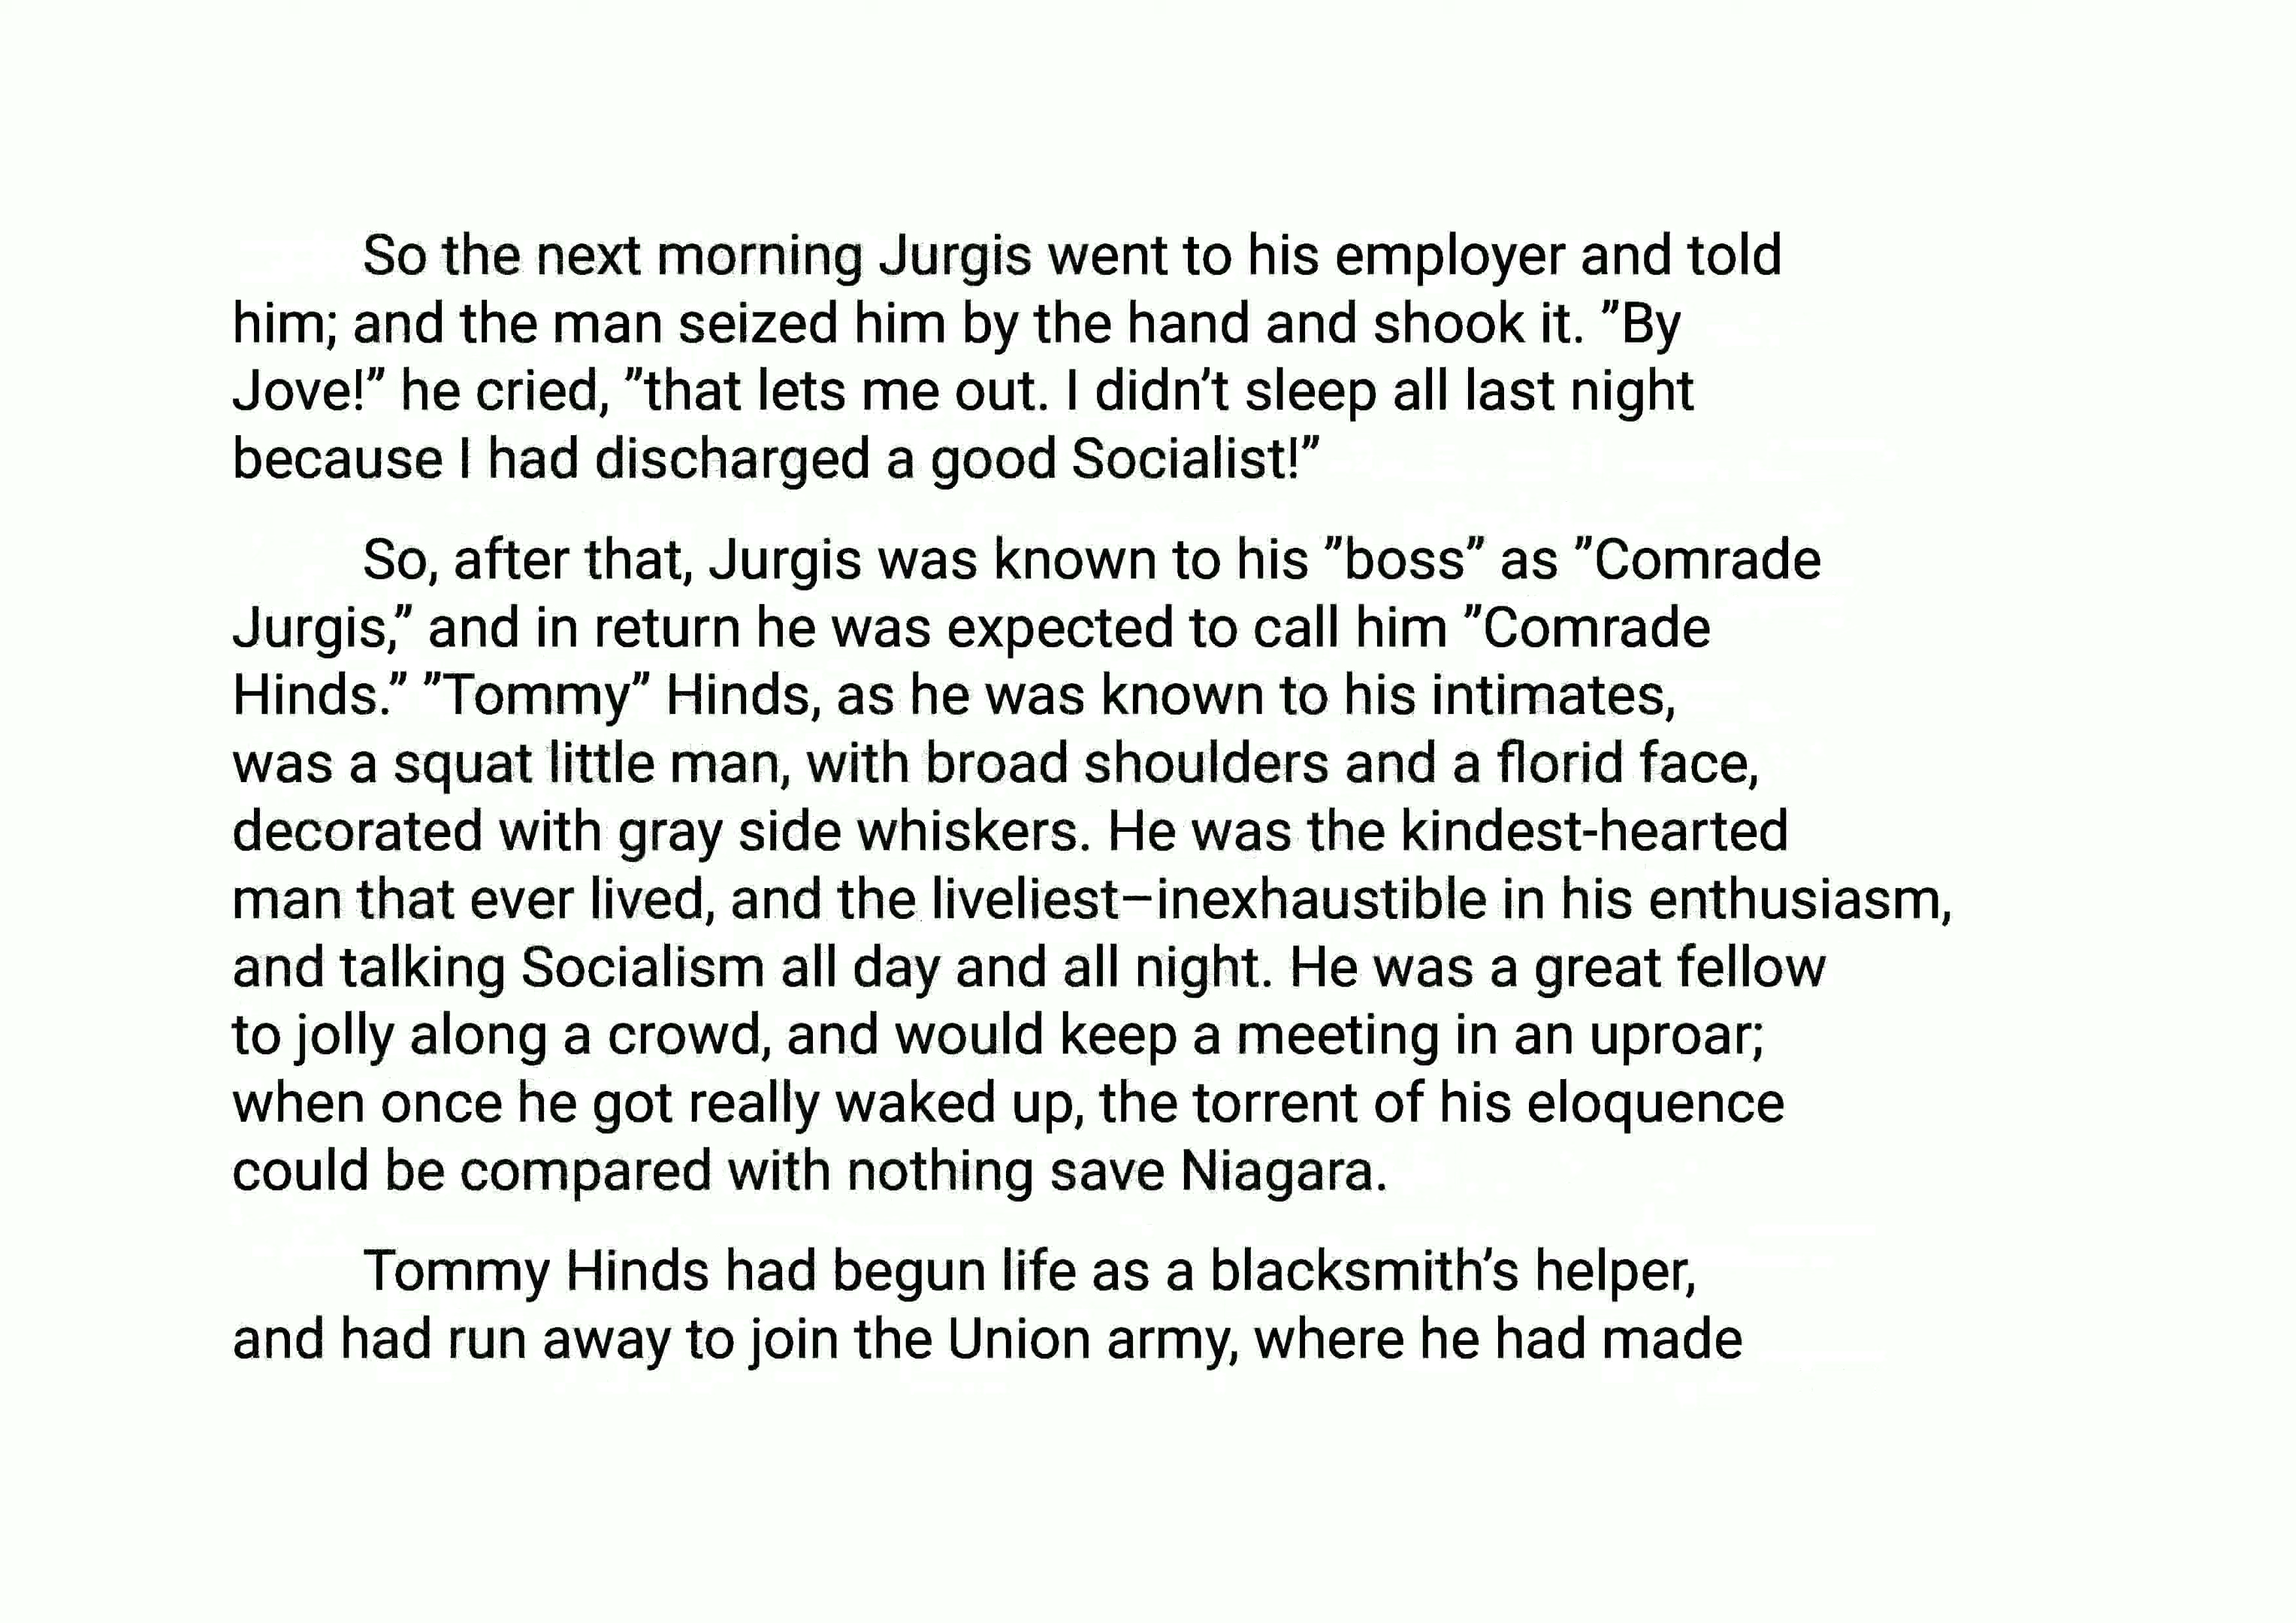 So the next morning Jurgis went to his employer and told
him; and the man seized him by the hand and shook it. ”By
Jove!” he cried, ”that lets me out. I didn’t sleep all last night
because I had discharged a good Socialist!”
So, after that, Jurgis was known to his ”boss” as ”Comrade
Jurgis,” and in return he was expected to call him ”Comrade
Hinds.” ”Tommy” Hinds, as he was known to his intimates,
was a squat little man, with broad shoulders and a florid face,
decorated with gray side whiskers. He was the kindest-hearted
man that ever lived, and the liveliest–inexhaustible in his enthusiasm,
and talking Socialism all day and all night. He was a great fellow
to jolly along a crowd, and would keep a meeting in an uproar;
when once he got really waked up, the torrent of his eloquence
could be compared with nothing save Niagara.
Tommy Hinds had begun life as a blacksmith’s helper,
and had run away to join the Union army, where he had made